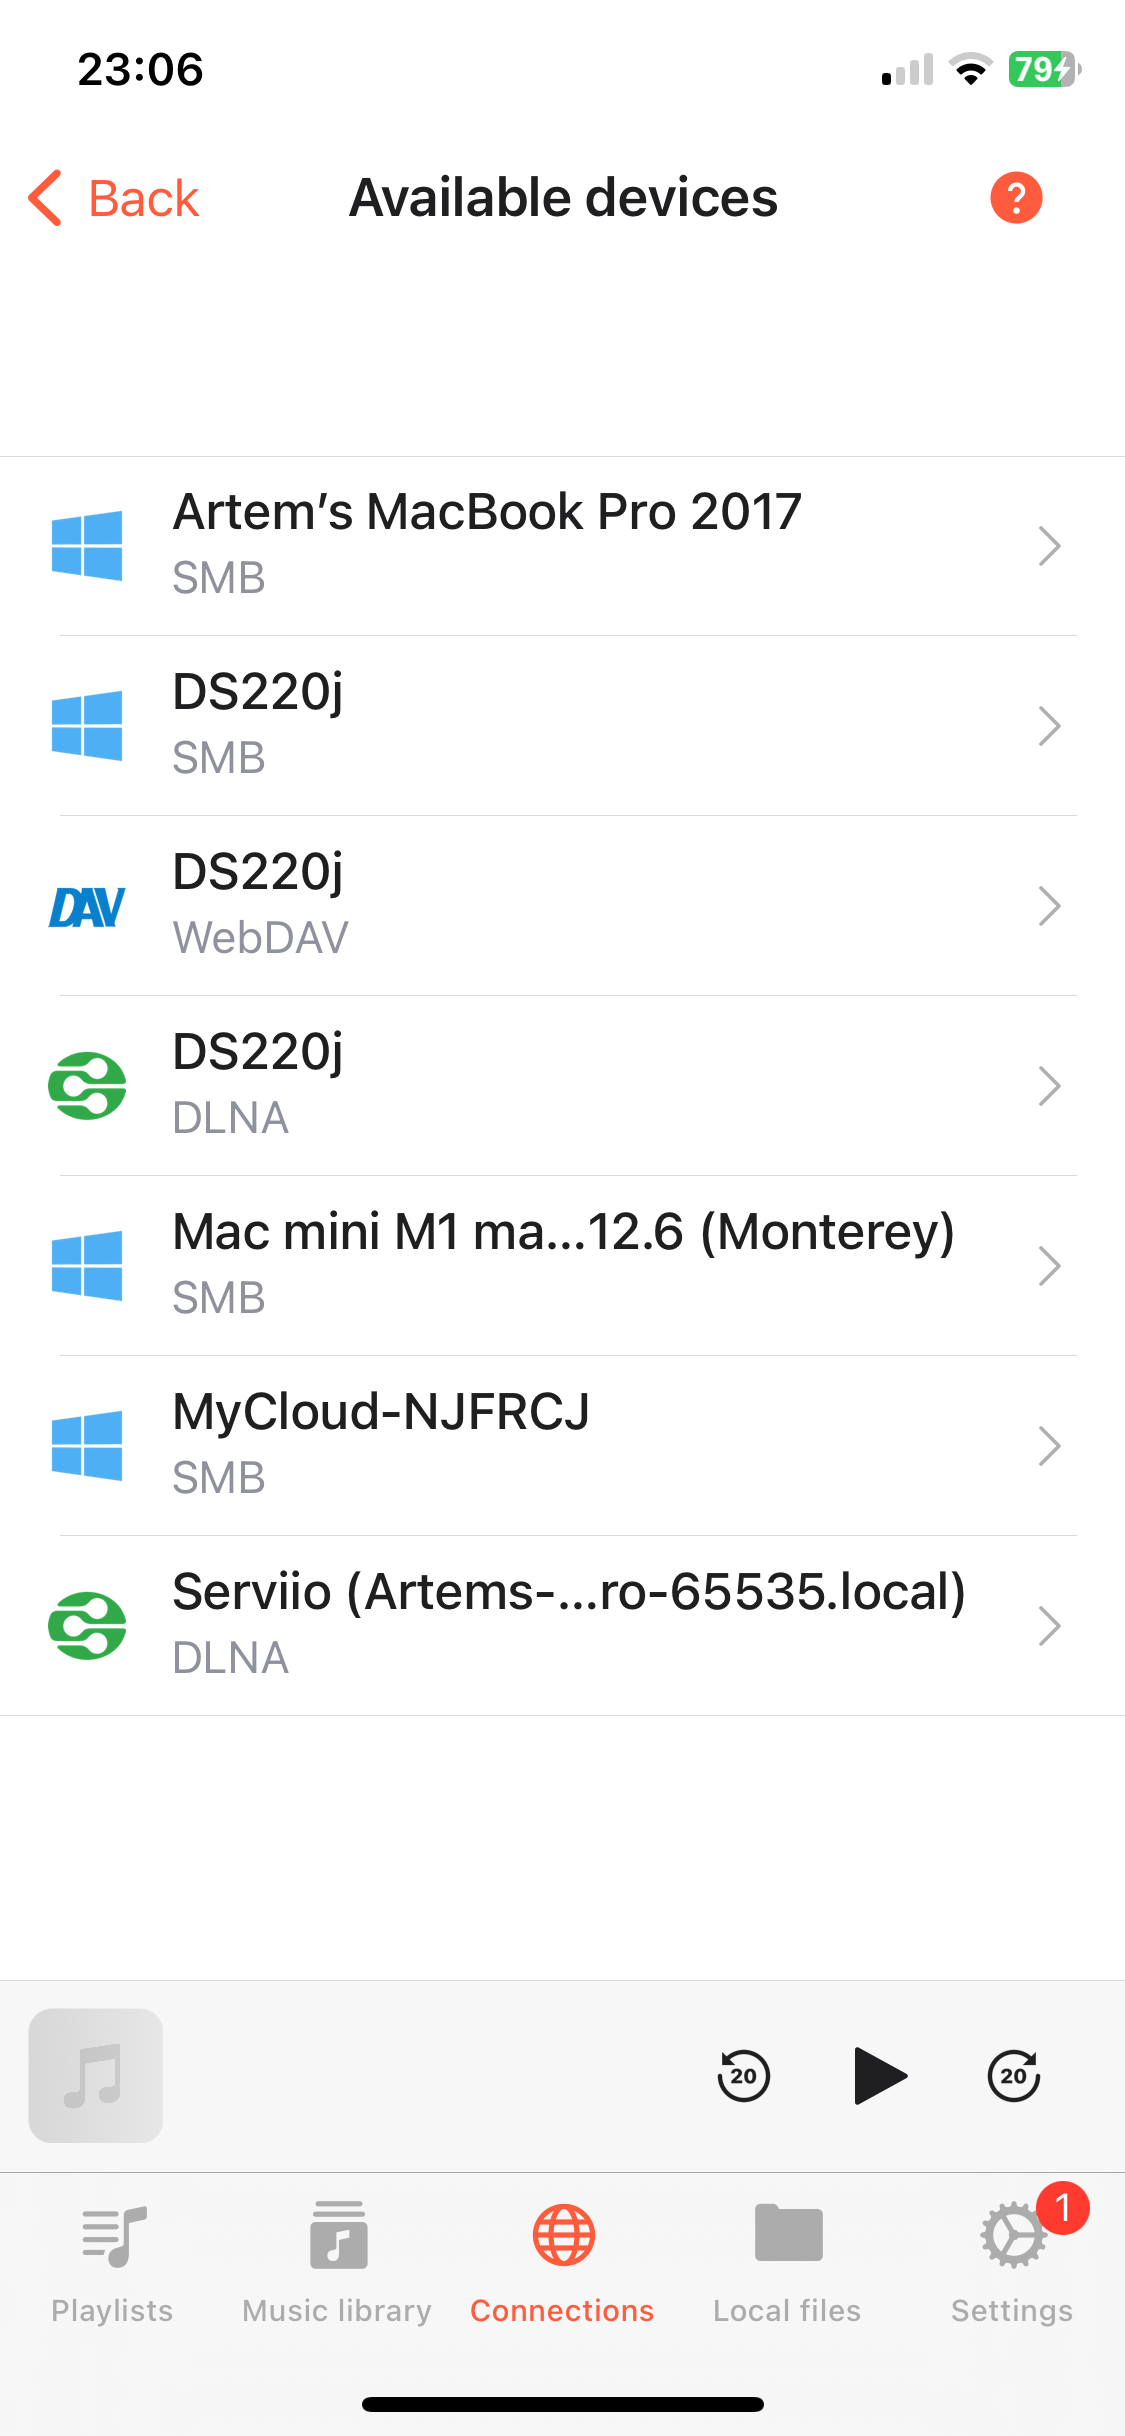 23:06
79
Back
Available devices
?
Artem’s MacBook Pro 2017
SMB
DS220j
SMB
DAV
DS220j
WebDAV
DS220j
DLNA
Mac mini M1 ma...12.6 (Monterey)
SMB
MyCloud-NJFRCJ
SMB
Serviio (Artems-...ro-65535.local)
DLNA
20
20
1
Playlists
Music library
Connections
Local files
Settings